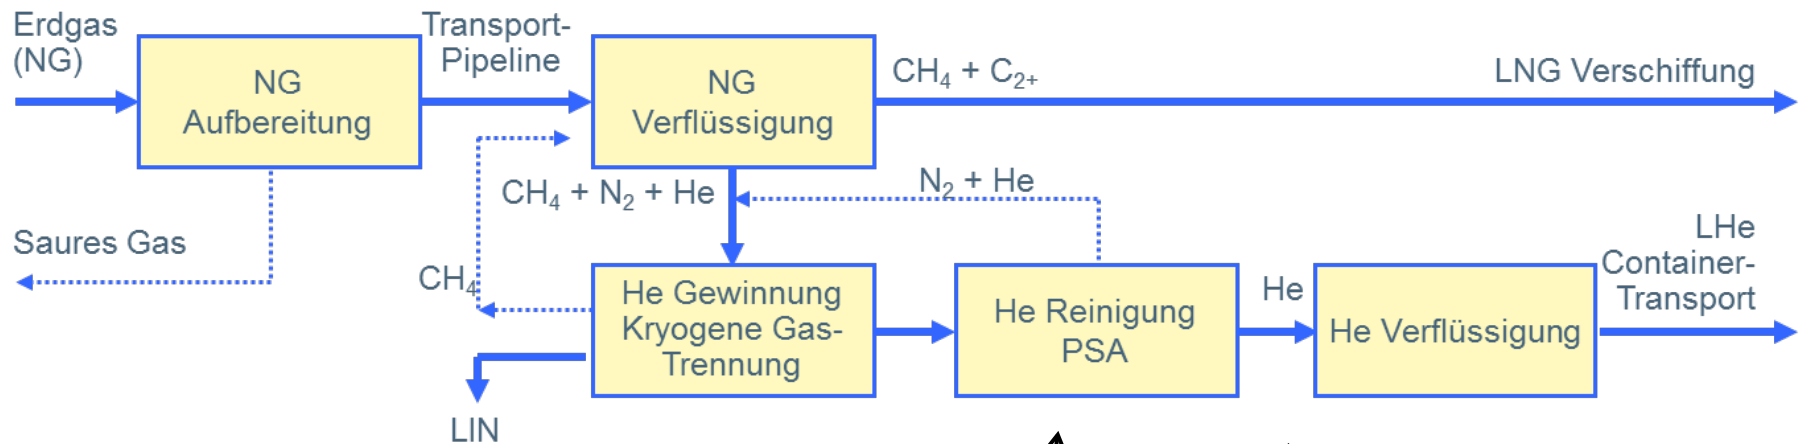 Erdgas
(NG)
NG
Aufbereitung
Transport-
Pipeline
NG
Verflüssigung
CH₄ + C₂₊
LNG Verschiffung
Saures Gas
CH₄ + N₂ + He
N₂ + He
CH₄
He Gewinnung
Kryogene Gas-
Trennung
LIN
He Reinigung
PSA
He
He Verflüssigung
LHe
Container-
Transport